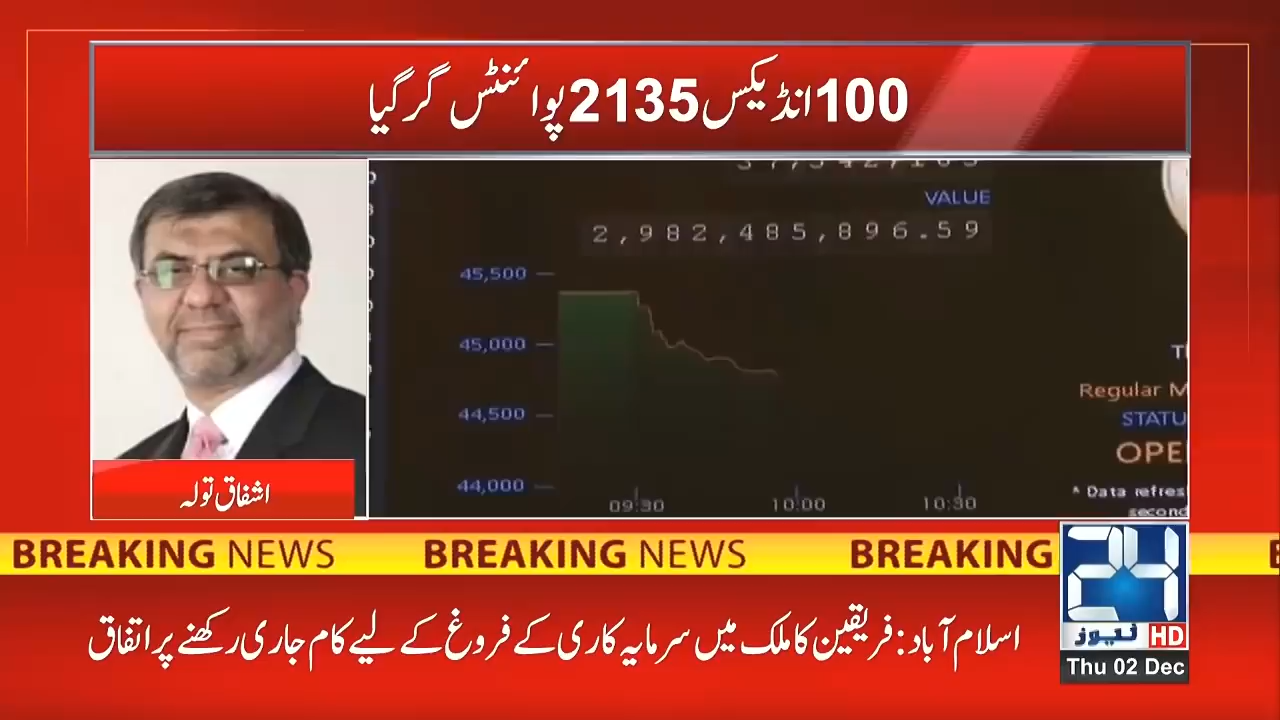 100 انڈیکس 2135 پوائنٹس گرگیا
VALUE
2,982,485,896.59
45,500
45,000
44,500
44,000
09:30
10:00
10:30
Regular M
STATU
OPE
* Data refres
second
اشفاق تولہ
BREAKING NEWS BREAKING NEWS BREAKING
24
نیوز HD
Thu 02 Dec
اسلام آباد: فریقین کا ملک میں سرمایہ کاری کے فروغ کے لیے کام جاری رکھنے پر اتفاق